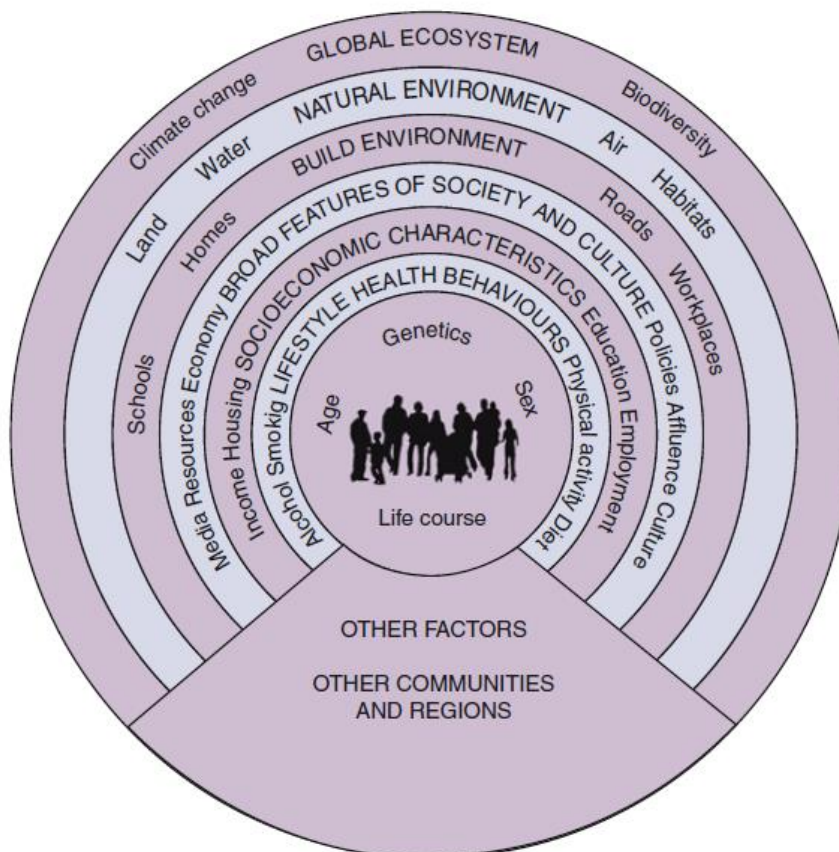 GLOBAL ECOSYSTEM
Climate change
Biodiversity
NATURAL ENVIRONMENT
Land
Water
Air
Habitats
BUILD ENVIRONMENT
Schools
Homes
Roads
Workplaces
Media Resources Economy BROAD FEATURES OF SOCIETY AND CULTURE Policies Affluence Culture
Income Housing SOCIOECONOMIC CHARACTERISTICS Education Employment
Alcohol Smokig LIFESTYLE HEALTH BEHAVIOURS Physical activity Diet
Age
Genetics
Sex
Life course
OTHER FACTORS
OTHER COMMUNITIES
AND REGIONS